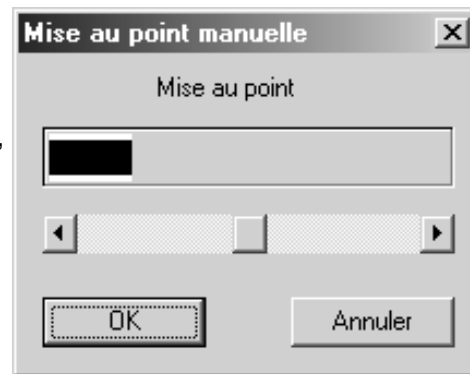 Mise au point manuelle
Mise au point
,
OK
Annuler